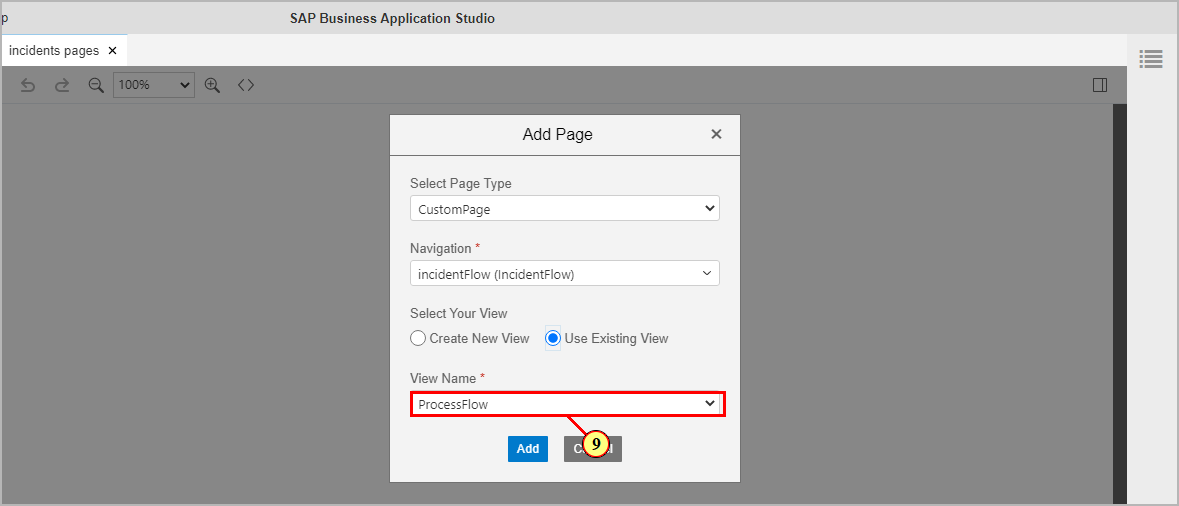 p
SAP Business Application Studio
incidents pages ×
100%
Add Page ×
Select Page Type
CustomPage
Navigation *
incidentFlow (IncidentFlow)
Select Your View
Create New View Use Existing View
View Name *
ProcessFlow
Add
9